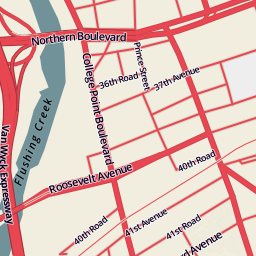 Northern Boulevard
Prince Street
36th Road
37th Avenue
College Point Boulevard
Flushing Creek
Van Wyck Expressway
Roosevelt Avenue
40th Road
40th Road
41st Avenue
41st Road
Avenue